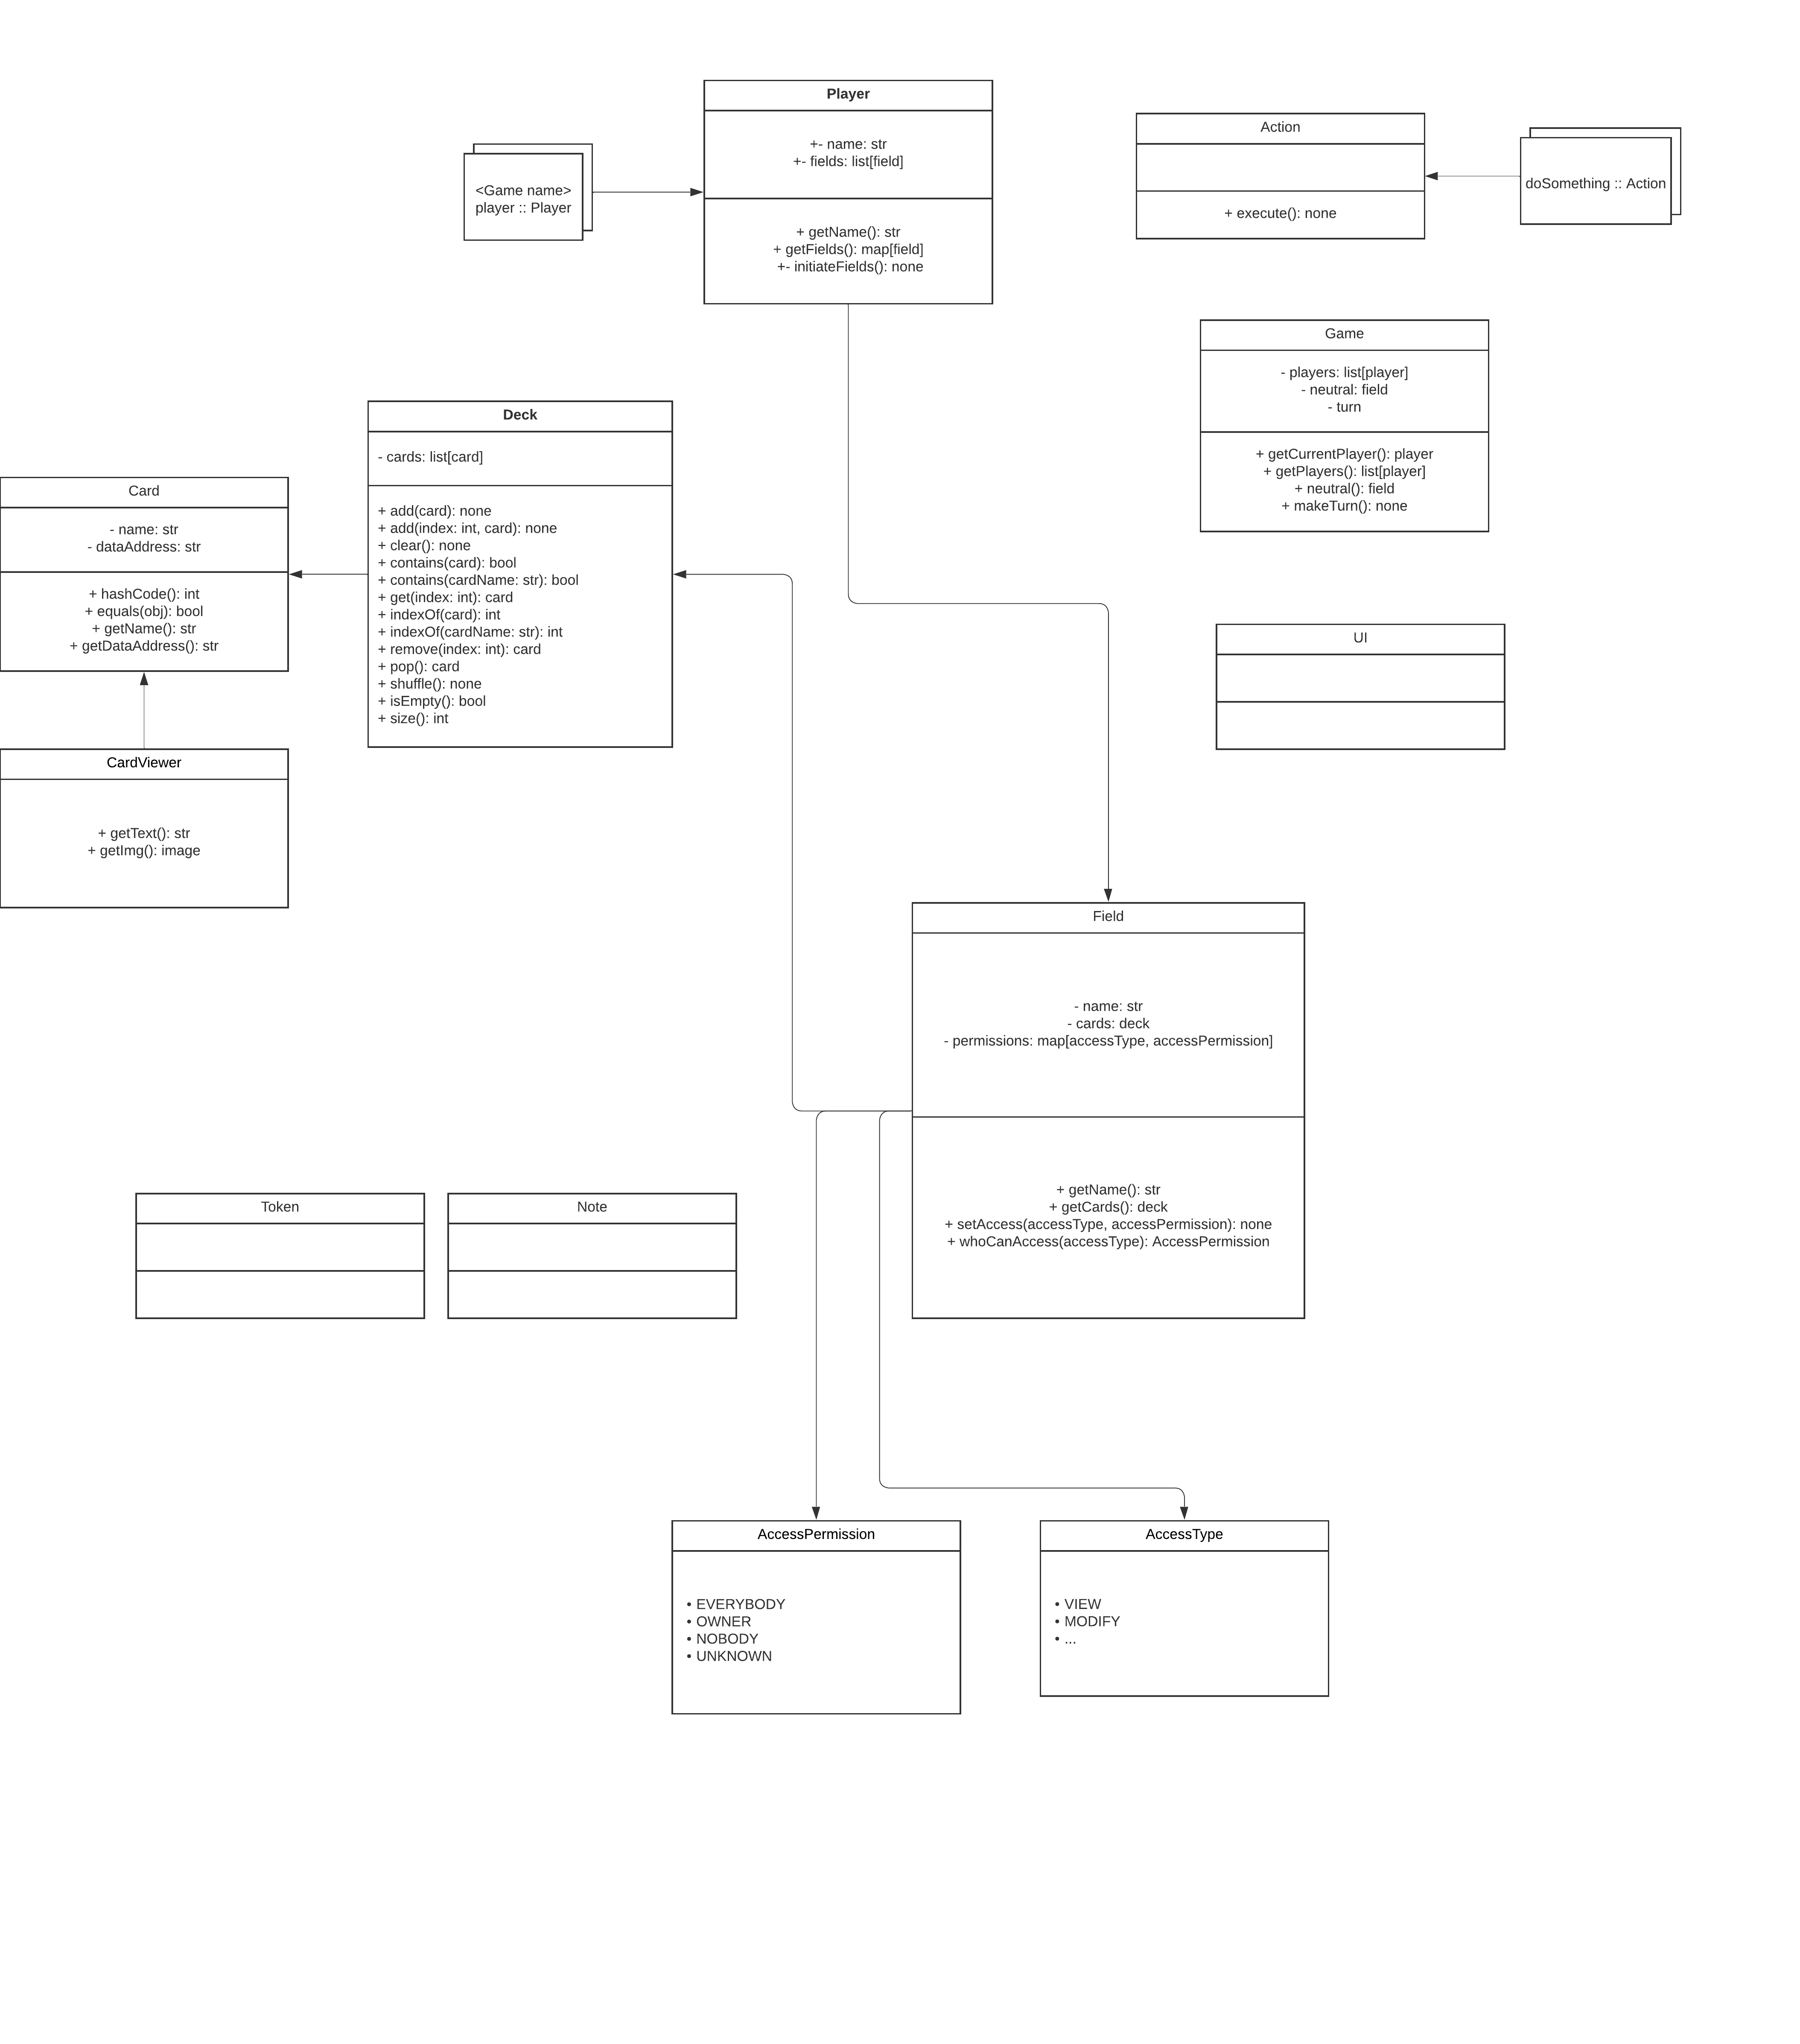 Player
+- name: str
+- fields: list[field]
+ getName(): str
+ getFields(): map[field]
+- initiateFields(): none
<Game name>
player :: Player
Action
+ execute(): none
doSomething :: Action
Game
- players: list[player]
- neutral: field
- turn
+ getCurrentPlayer(): player
+ getPlayers(): list[player]
+ neutral(): field
+ makeTurn(): none
Deck
- cards: list[card]
+ add(card): none
+ add(index: int, card): none
+ clear(): none
+ contains(card): bool
+ contains(cardName: str): bool
+ get(index: int): card
+ indexOf(card): int
+ indexOf(cardName: str): int
+ remove(index: int): card
+ pop(): card
+ shuffle(): none
+ isEmpty(): bool
+ size(): int
Card
- name: str
- dataAddress: str
+ hashCode(): int
+ equals(obj): bool
+ getName(): str
+ getDataAddress(): str
UI
CardViewer
+ getText(): str
+ getImg(): image
Field
- name: str
- cards: deck
- permissions: map[accessType, accessPermission]
+ getName(): str
+ getCards(): deck
+ setAccess(accessType, accessPermission): none
+ whoCanAccess(accessType): AccessPermission
Token
Note
AccessPermission
• EVERYBODY
• OWNER
• NOBODY
• UNKNOWN
AccessType
• VIEW
• MODIFY
• ...